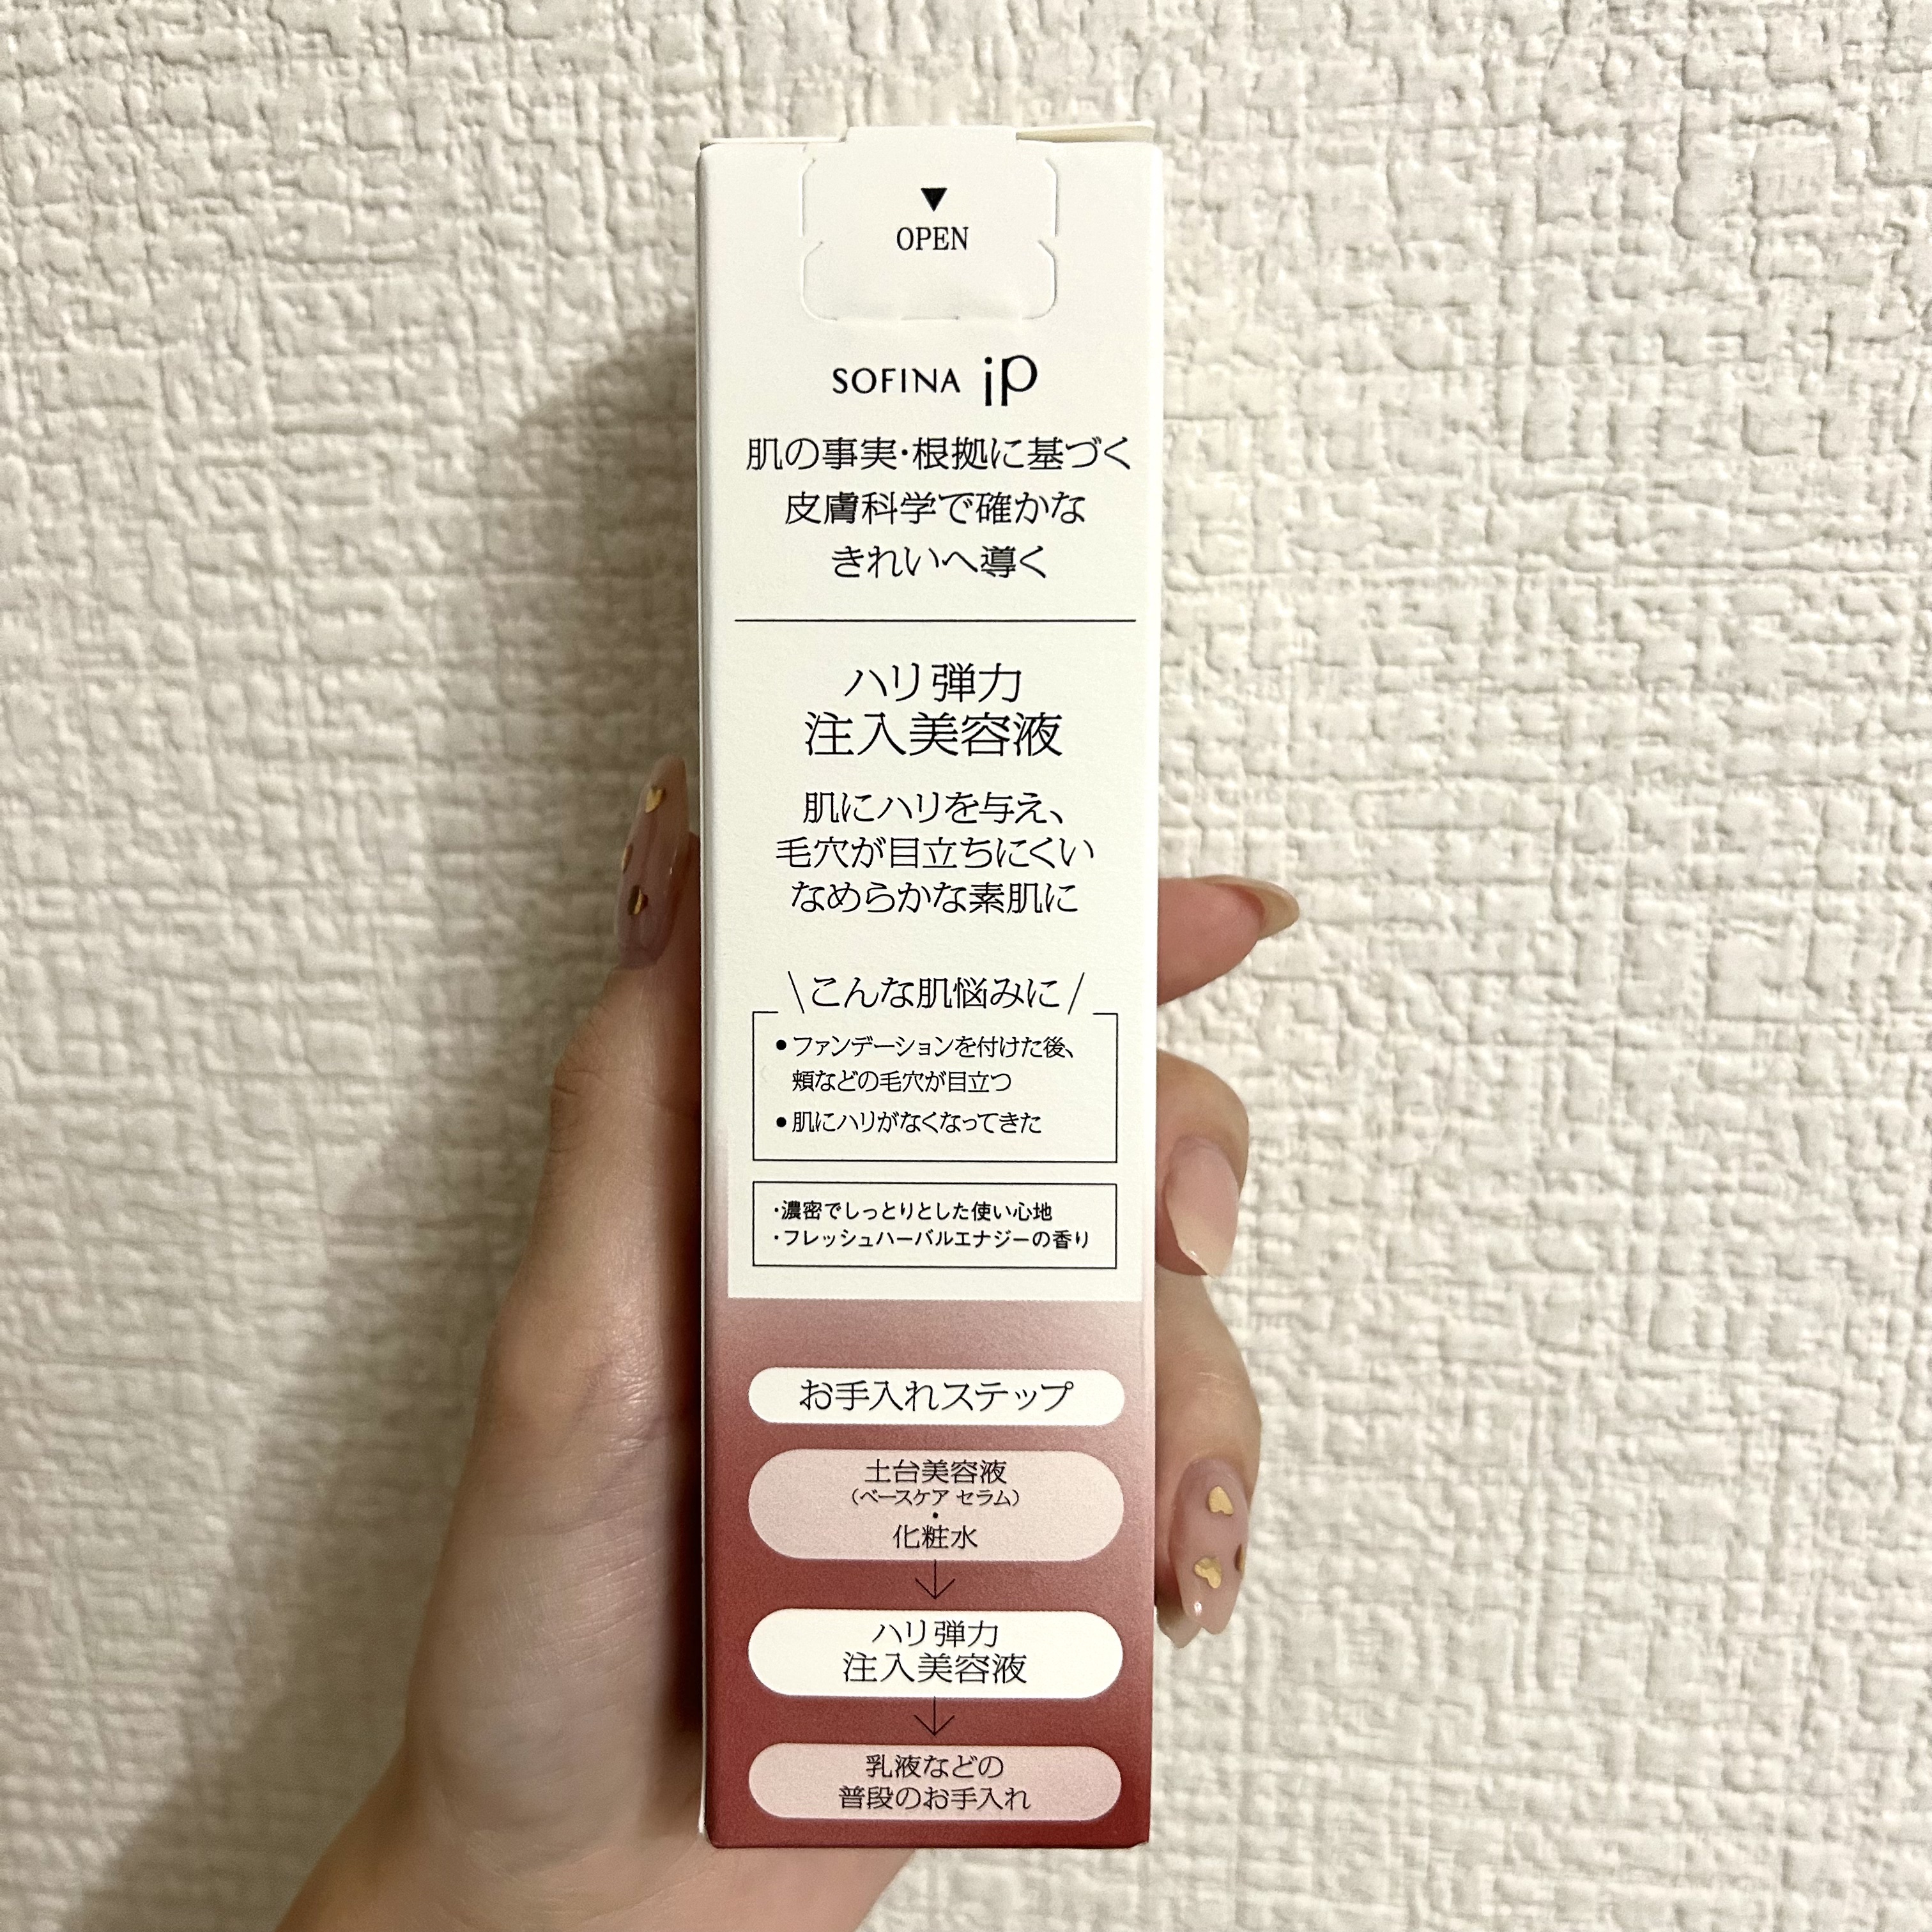 OPEN
SOFINA iP
肌の事実・根拠に基づく
皮膚科学で確かな
きれいへ導く
ハリ弾力
注入美容液
肌にハリを与え、
毛穴が目立ちにくい
なめらかな素肌に
\こんな肌悩みに/
●ファンデーションを付けた後、
頬などの毛穴が目立つ
●肌にハリがなくなってきた
・濃密でしっとりとした使い心地
・フレッシュハーバルエナジーの香り
お手入れステップ
土台美容液
(ベースケア セラム)
・
化粧水
ハリ弾力
注入美容液
乳液などの
普段のお手入れ